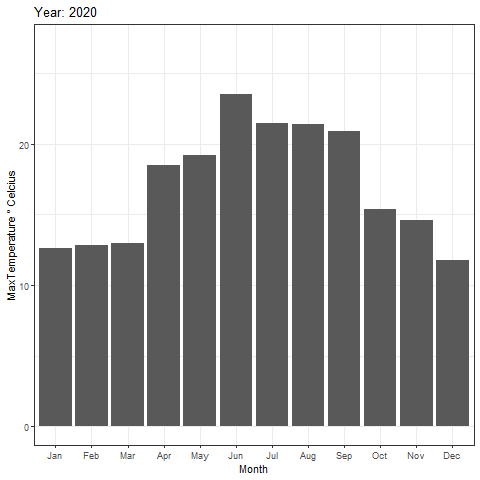 Year: 2020
MaxTemperature ° Celcius
20
10
0
Jan Feb Mar Apr May Jun Jul Aug Sep Oct Nov Dec
Month